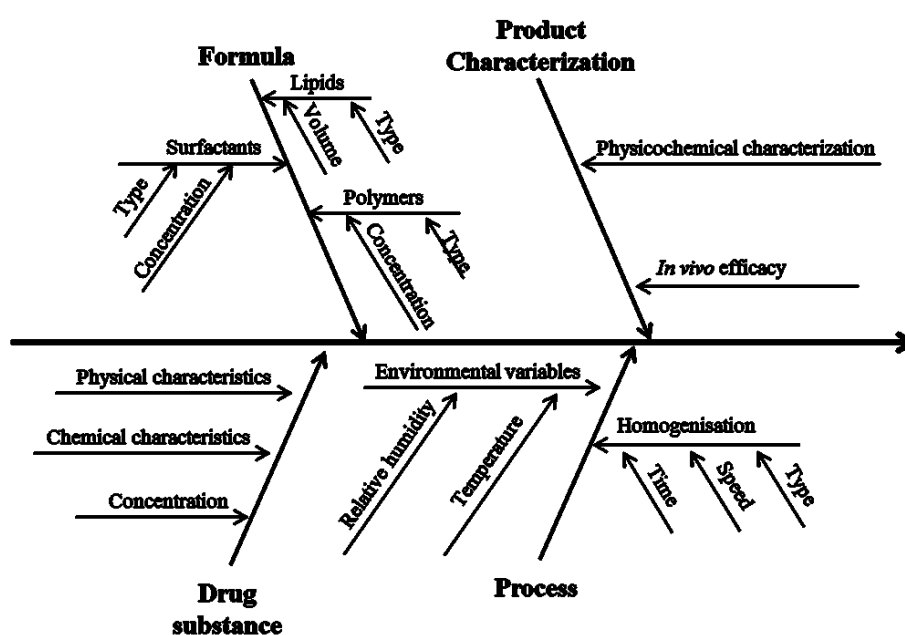 Formula
Product
Characterization
Lipids
Volume
Type
Surfactants
Type
Concentration
Polymers
Concentration
Type
Physicochemical characterization
In vivo efficacy
Physical characteristics
Chemical characteristics
Concentration
Environmental variables
Relative humidity
Temperature
Homogenisation
Time
Speed
Type
Drug
substance
Process